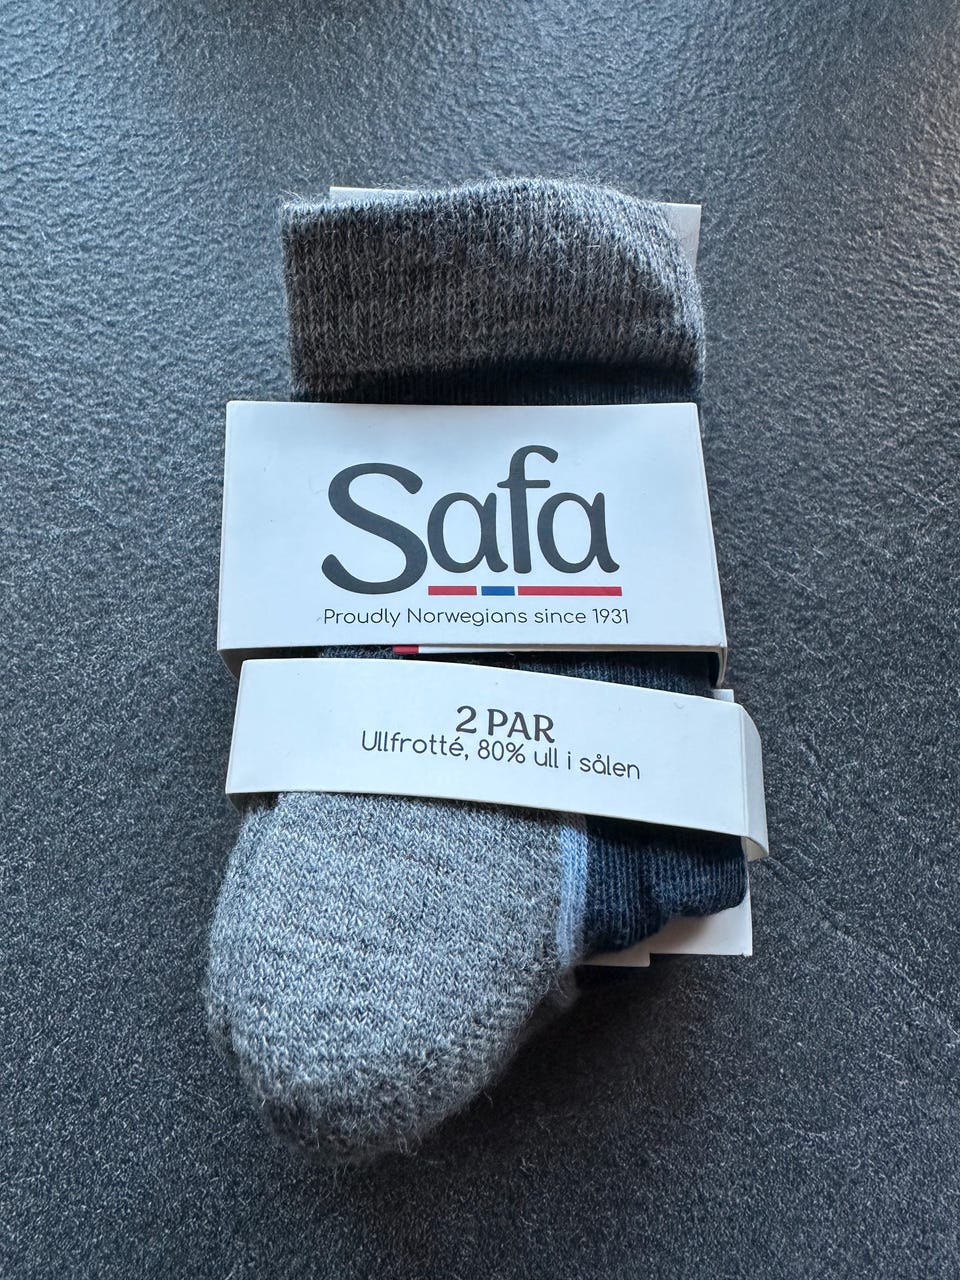 Safa
Proudly Norwegians since 1931
2 PAR
Ullfrotté, 80% ull i sålen